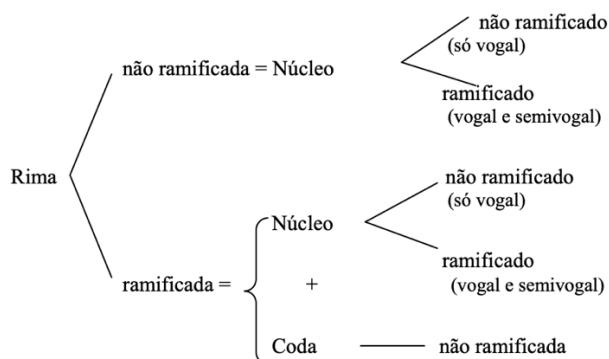 não ramificado
(só vogal)
não ramificada = Núcleo
ramificado
(vogal e semivogal)
Rima
não ramificado
(só vogal)
Núcleo
ramificado
(vogal e semivogal)
ramificada =
+
Coda
não ramificada